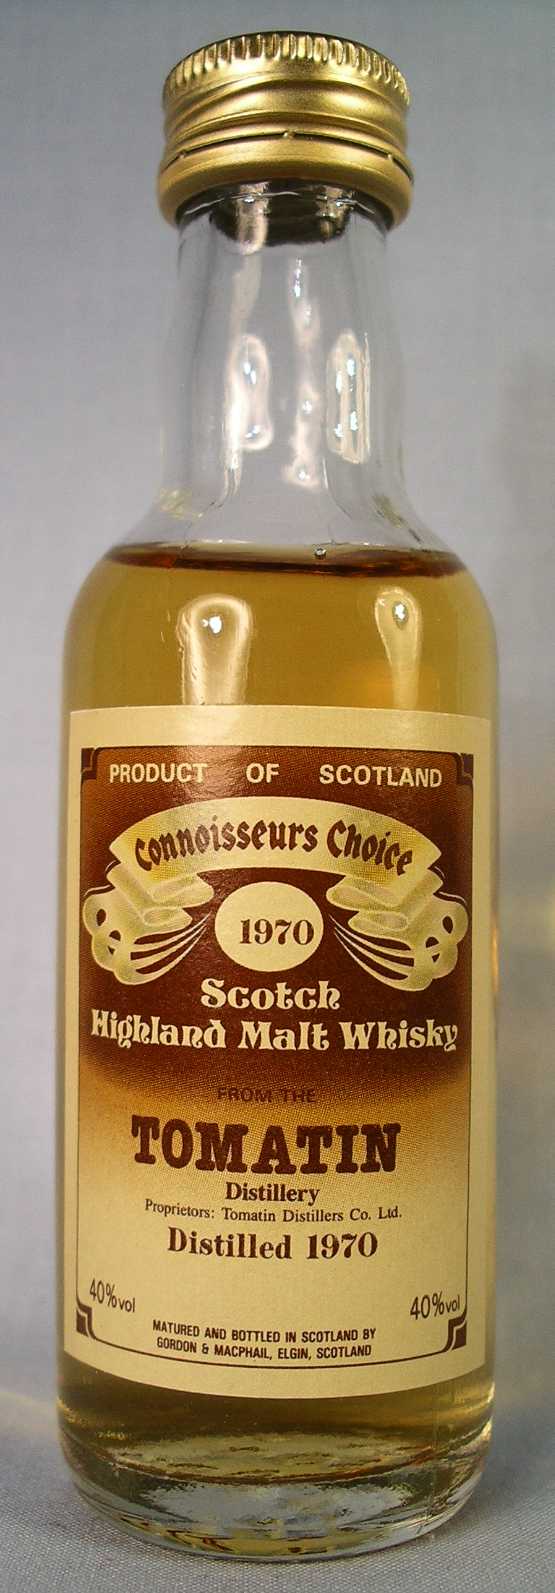 PRODUCT OF SCOTLAND
Connoisseurs Choice
1970
Scotch
Highland Malt Whisky
FROM THE
TOMATIN
Distillery
Proprietors: Tomatin Distillers Co. Ltd.
Distilled 1970
40%vol 40%vol
MATURED AND BOTTLED IN SCOTLAND BY
GORDON & MACPHAIL, ELGIN, SCOTLAND